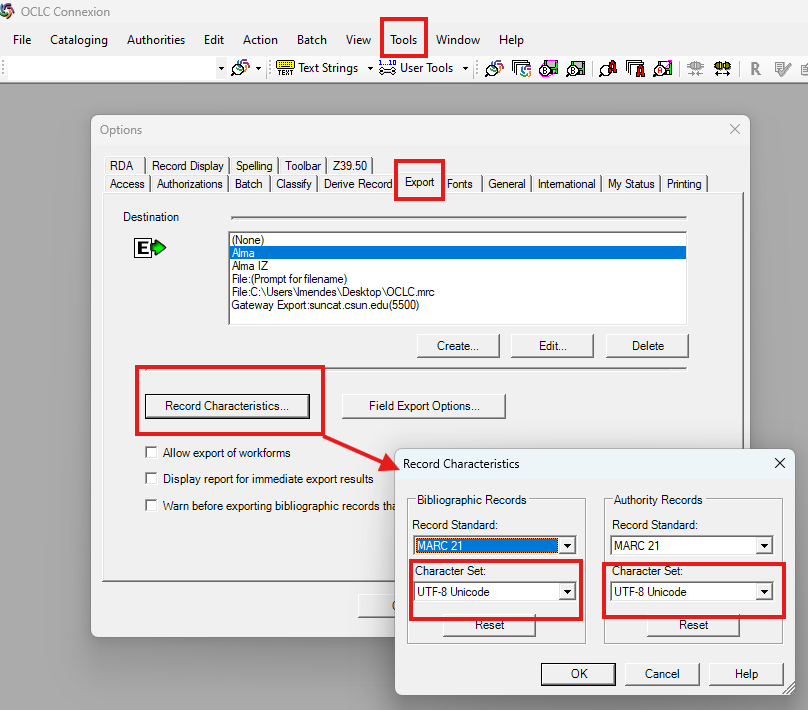 OCLC Connexion
File Cataloging Authorities Edit Action Batch View Tools Window Help
TEXT Text Strings 1...10 User Tools R
Options
RDA Record Display Spelling Toolbar Z39.50
Access Authorizations Batch Classify Derive Record Export Fonts General International My Status Printing
Destination
E
(None)
Alma
Alma IZ
File:(Prompt for filename)
File:C:\Users\lmendes\Desktop\OCLC.mrc
Gateway Export:suncat.csun.edu(5500)
Create... Edit... Delete
Record Characteristics... Field Export Options...
Allow export of workforms
Display report for immediate export results
Warn before exporting bibliographic records tha
Record Characteristics
Bibliographic Records
Record Standard:
MARC 21
Character Set:
UTF-8 Unicode
Reset
Authority Records
Record Standard:
MARC 21
Character Set:
UTF-8 Unicode
Reset
OK Cancel Help